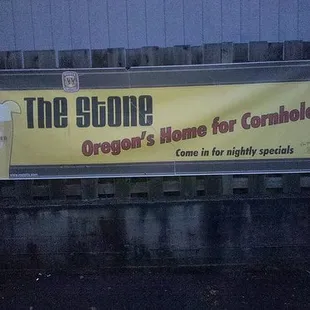 The Stone
Oregon's Home for Cornhole
Come in for nightly specials